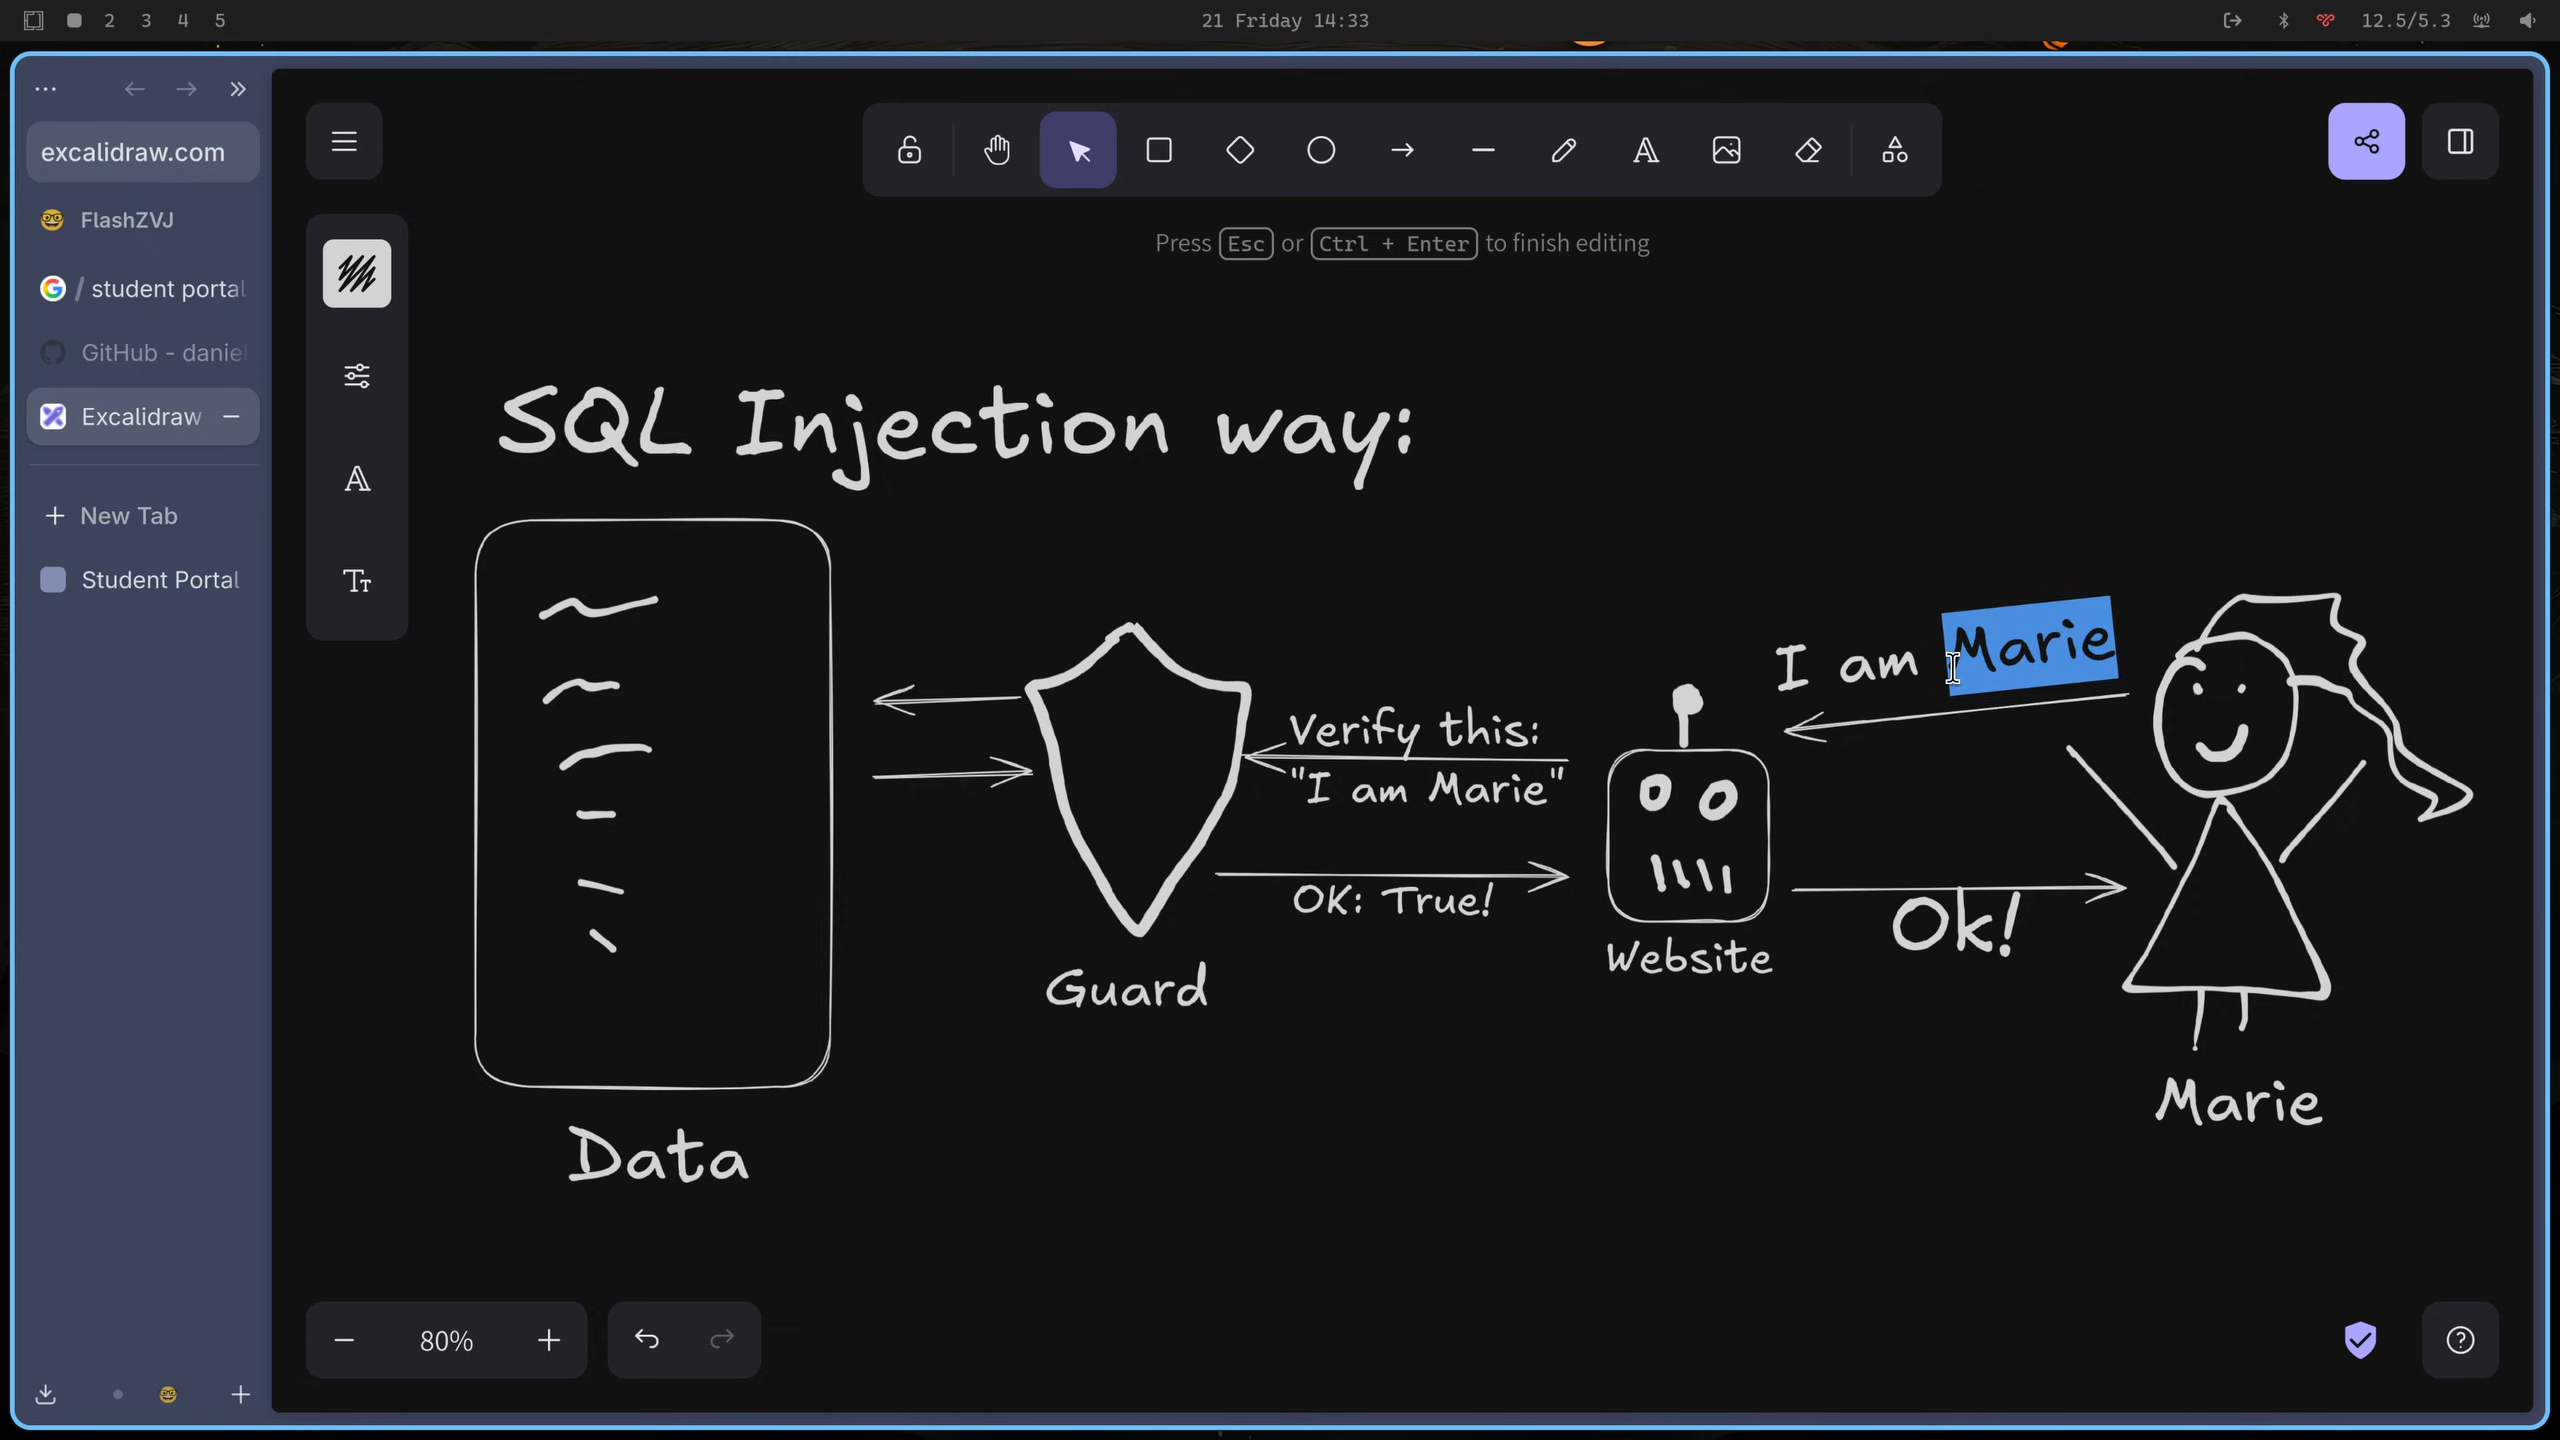 2 3 4 5
21 Friday 14:33
12.5/5.3
excalidraw.com
FlashZVJ
/ student portal
GitHub - danie
Excalidraw
New Tab
Student Portal
Press Esc or Ctrl + Enter to finish editing
SQL Injection way:
I am Marie
Verify this:
"I am Marie"
OK: True!
Ok!
Website
Guard
Marie
Data
80%